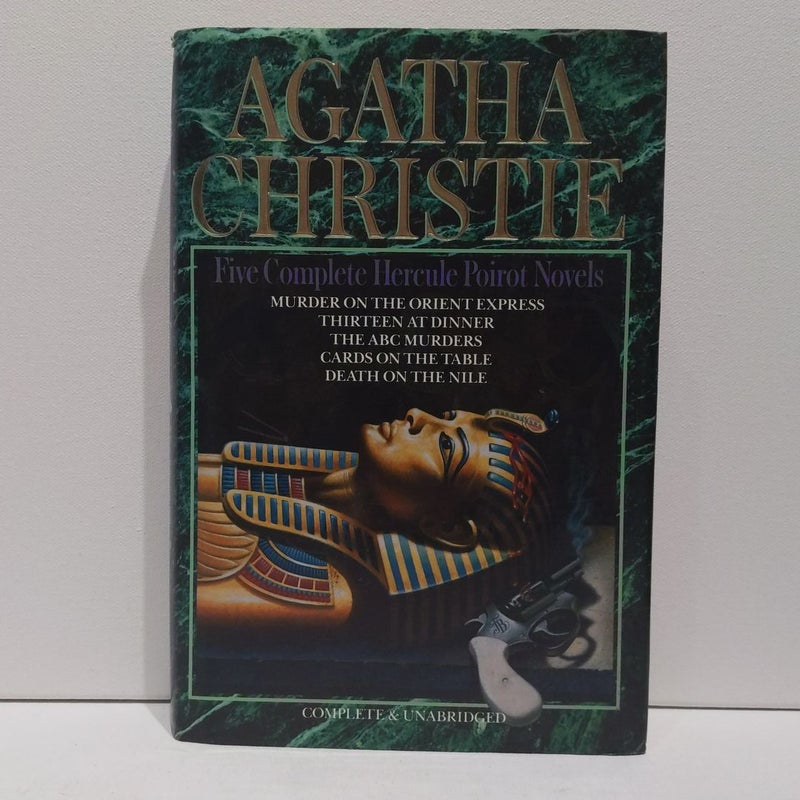 AGATHA
CHRISTIE
Five Complete Hercule Poirot Novels
MURDER ON THE ORIENT EXPRESS
THIRTEEN AT DINNER
THE ABC MURDERS
CARDS ON THE TABLE
DEATH ON THE NILE
JB
COMPLETE & UNABRIDGED